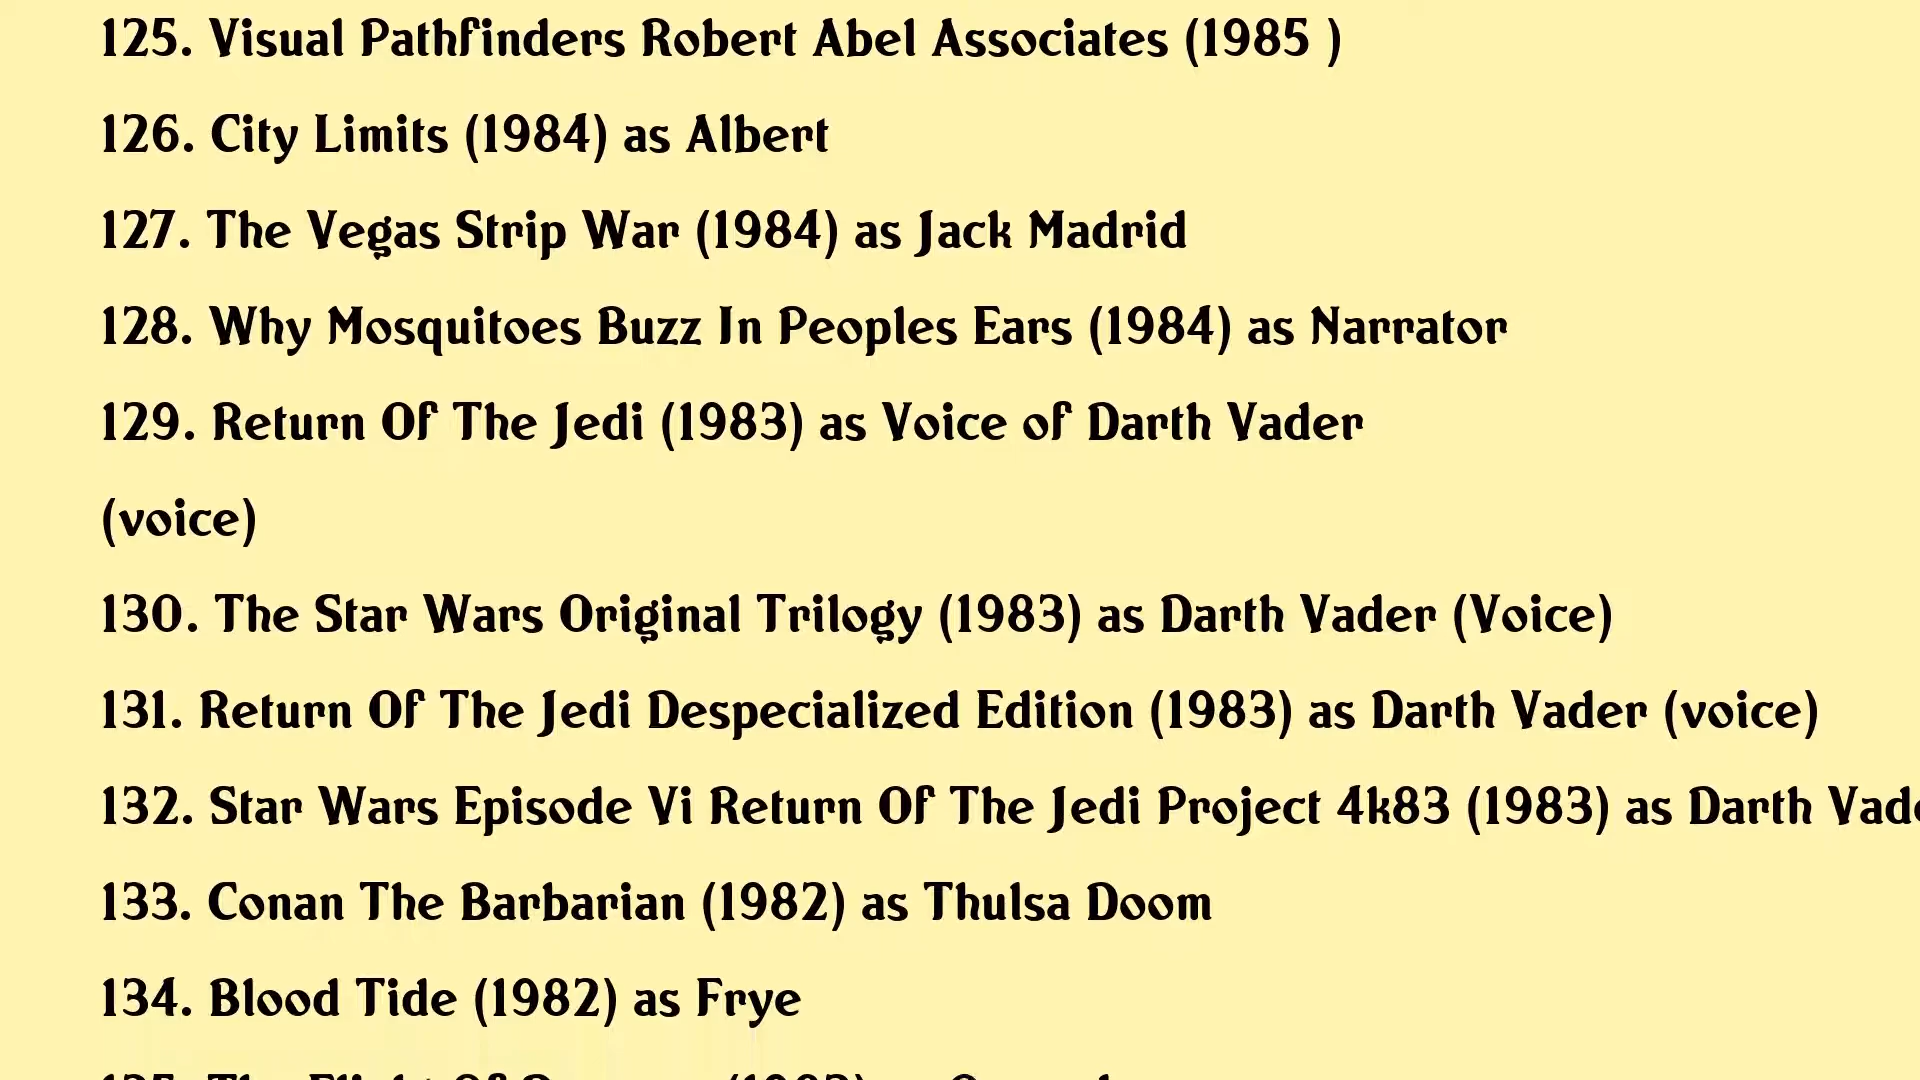 125. Visual Pathfinders Robert Abel Associates (1985 )
126. City Limits (1984) as Albert
127. The Vegas Strip War (1984) as Jack Madrid
128. Why Mosquitoes Buzz In Peoples Ears (1984) as Narrator
129. Return Of The Jedi (1983) as Voice of Darth Vader
(voice)
130. The Star Wars Original Trilogy (1983) as Darth Vader (Voice)
131. Return Of The Jedi Despecialized Edition (1983) as Darth Vader (voice)
132. Star Wars Episode Vi Return Of The Jedi Project 4k83 (1983) as Darth
133. Conan The Barbarian (1982) as Thulsa Doom
134. Blood Tide (1982) as Frye